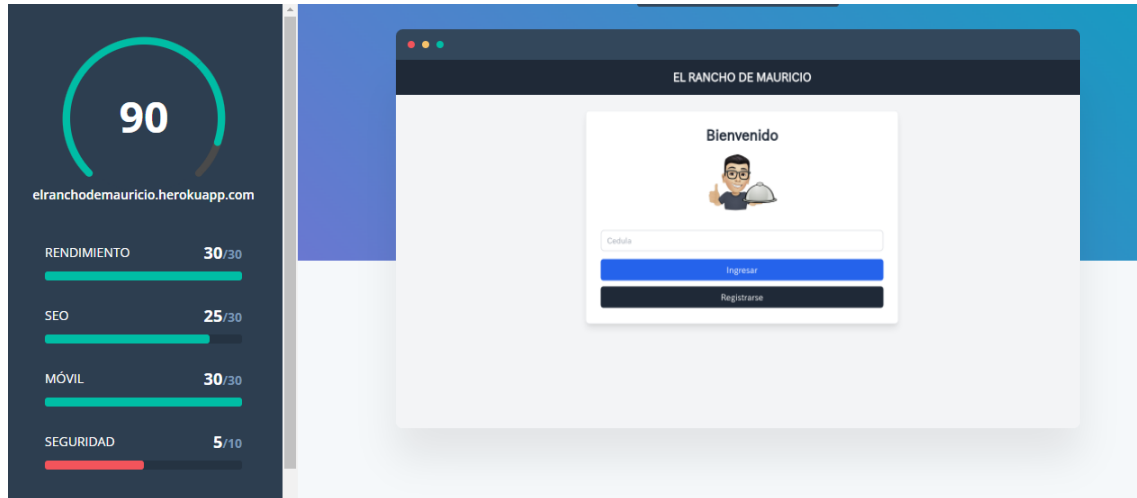 90
elranchodemauricio.herokuapp.com
RENDIMIENTO 30/30
SEO 25/30
MÓVIL 30/30
SEGURIDAD 5/10
EL RANCHO DE MAURICIO
Bienvenido
Cedula
Ingresar
Registrarse